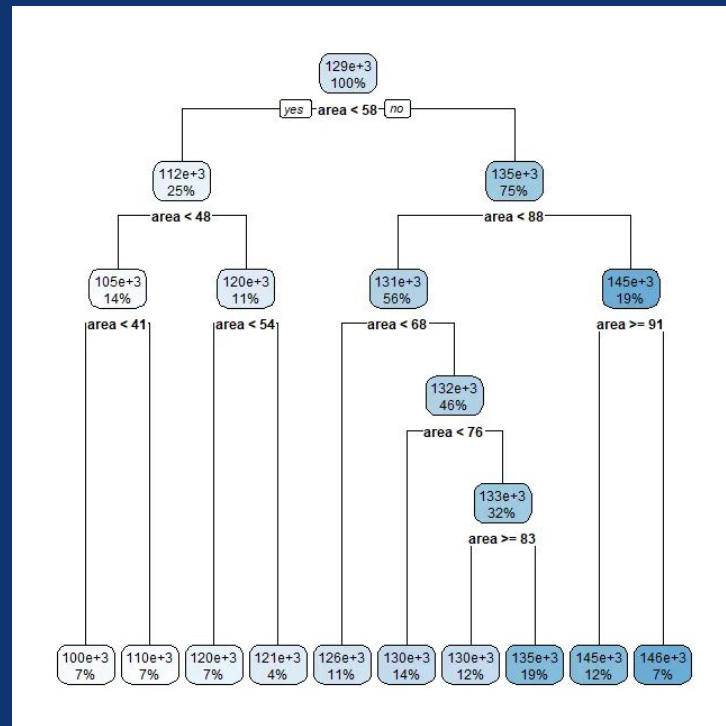 129e+3
100%
yes area < 58 no
112e+3
25%
135e+3
75%
area < 48
area < 88
105e+3
14%
120e+3
11%
131e+3
56%
145e+3
19%
area < 41
area < 54
area < 68
area >= 91
132e+3
46%
area < 76
133e+3
32%
area >= 83
100e+3
7%
110e+3
7%
120e+3
7%
121e+3
4%
126e+3
11%
130e+3
14%
130e+3
12%
135e+3
19%
145e+3
12%
146e+3
7%